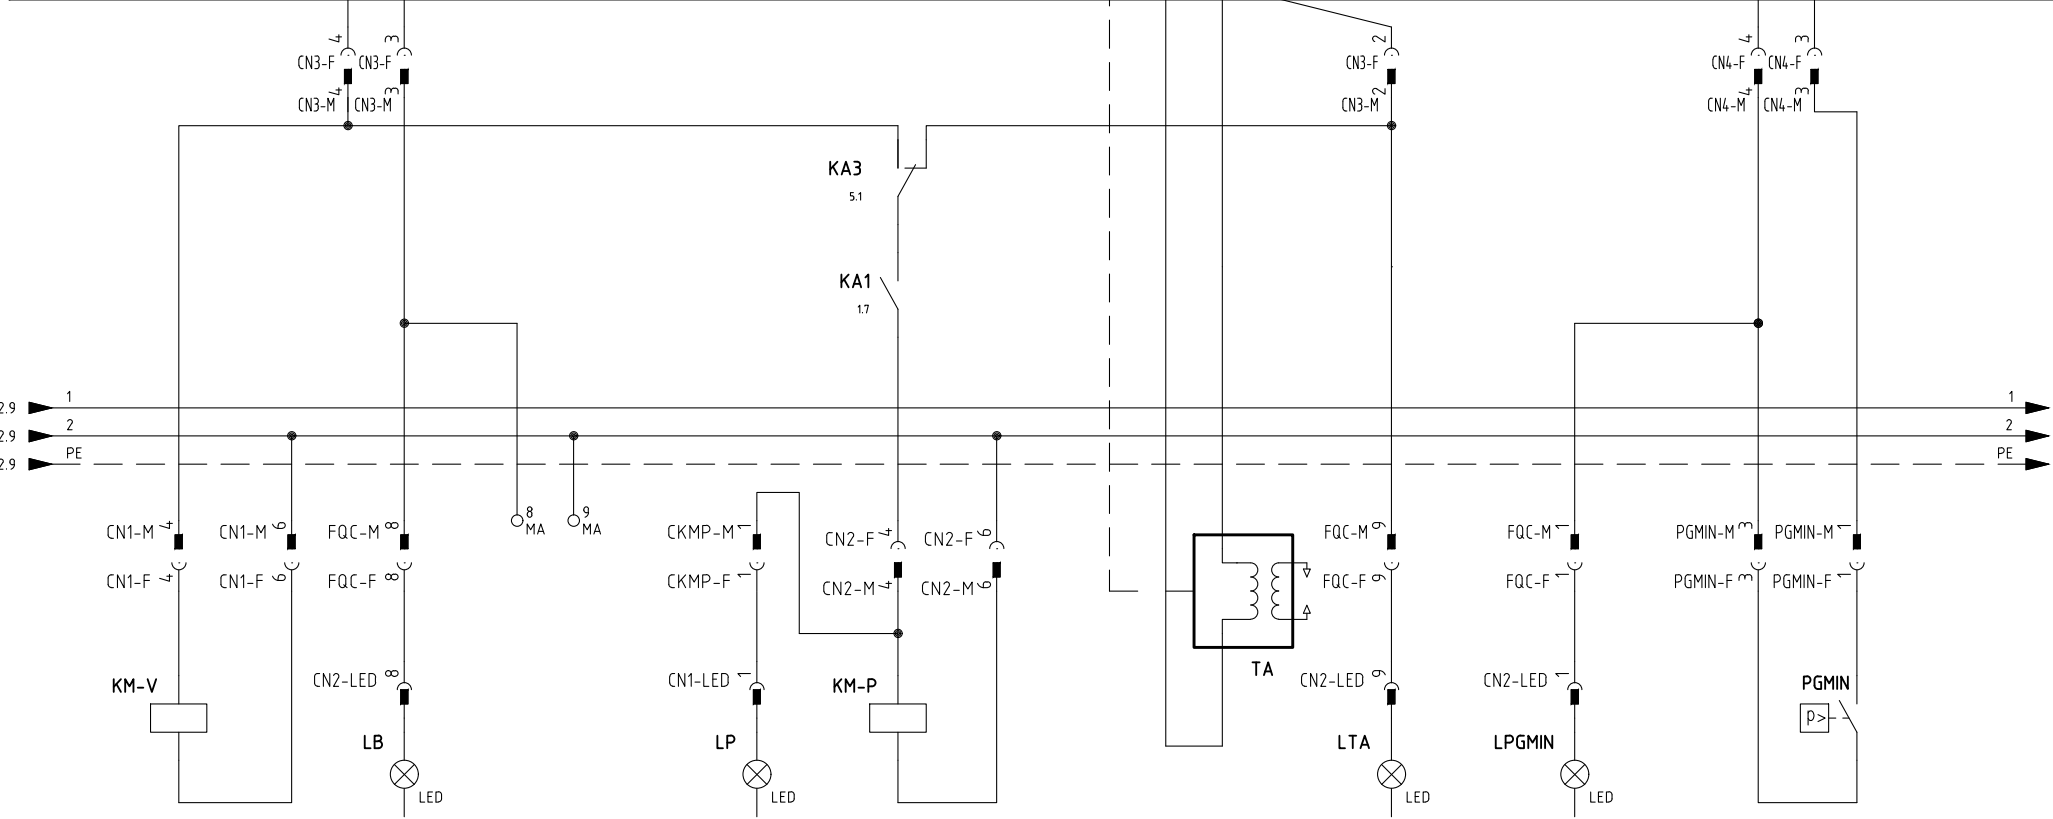 4 3 2 4 3
CN3-F CN3-F CN3-F CN4-F CN4-F
4 3 2 4 3
CN3-M CN3-M CN3-M CN4-M CN4-M
KA3
5.1
KA1
1.7
2.9 1 1
2.9 2 2
2.9 PE PE
8 9
MA MA
CN1-M 4 CN1-M 6 FQC-M 8 CKMP-M 1 CN2-F 4 CN2-F 6 FQC-M 9 FQC-M 1 PGMIN-M 3 PGMIN-M 1
CN1-F 4 CN1-F 6 FQC-F 8 CKMP-F 1 CN2-M 4 CN2-M 6 FQC-F 9 FQC-F 1 PGMIN-F 3 PGMIN-F 1
TA
CN2-LED 8 CN1-LED 1 CN2-LED 9 CN2-LED 1
KM-V KM-P PGMIN
P>
LB LP LTA LPGMIN
LED LED LED LED